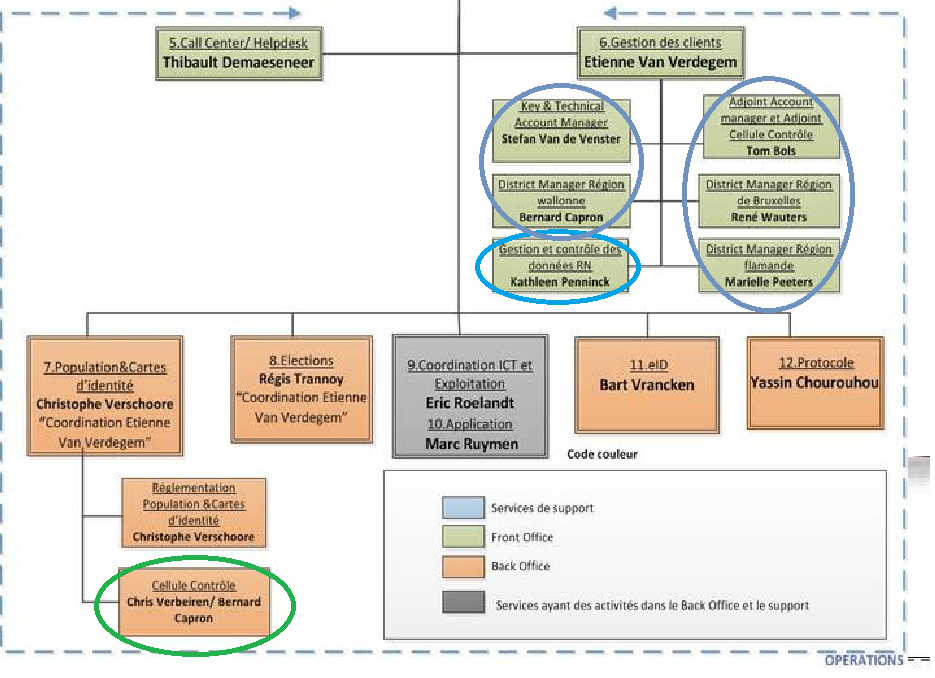 5.Call Center/ Helpdesk
Thibault Demaeseneer
6.Gestion des clients
Etienne Van Verdegem
Key & Technical
Account Manager
Stefan Van de Venster
Adjoint Account
manager et Adjoint
Cellule Contrôle
Tom Bols
District Manager Région
wallonne
Bernard Capron
District Manager Région
de Bruxelles
René Wauters
Gestion et contrôle des
données RN
Kathleen Penninck
District Manager Région
flamande
Marielle Peeters
7.Population&Cartes
d'identité
Christophe Verschoore
“Coordination Etienne
Van Verdegem”
8.Elections
Régis Trannoy
“Coordination Etienne
Van Verdegem”
9.Coordination ICT et
Exploitation
Eric Roelandt
10.Application
Marc Ruymen
11.eID
Bart Vrancken
12.Protocole
Yassin Chourouhou
Réglementation
Population &Cartes
d'identité
Christophe Verschoore
Cellule Contrôle
Chris Verbeiren/ Bernard
Capron
Code couleur
Services de support
Front Office
Back Office
Services ayant des activités dans le Back Office et le support
OPERATIONS